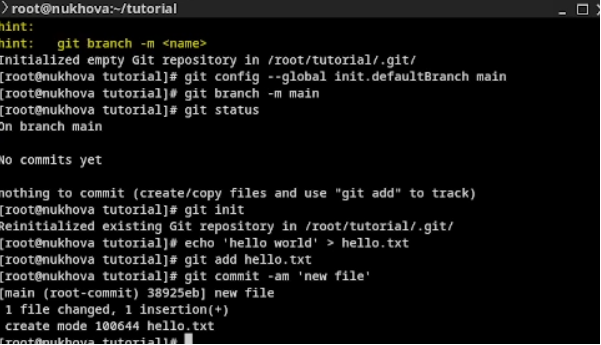 root@nukhova:~/tutorial
hint:
hint:   git branch -m <name>
Initialized empty Git repository in /root/tutorial/.git/
[root@nukhova tutorial]# git config --global init.defaultBranch main
[root@nukhova tutorial]# git branch -m main
[root@nukhova tutorial]# git status
On branch main
No commits yet
nothing to commit (create/copy files and use "git add" to track)
[root@nukhova tutorial]# git init
Reinitialized existing Git repository in /root/tutorial/.git/
[root@nukhova tutorial]# echo 'hello world' > hello.txt
[root@nukhova tutorial]# git add hello.txt
[root@nukhova tutorial]# git commit -am 'new file'
[main (root-commit) 38925eb] new file
 1 file changed, 1 insertion(+)
 create mode 100644 hello.txt
[root@nukhova tutorial]#